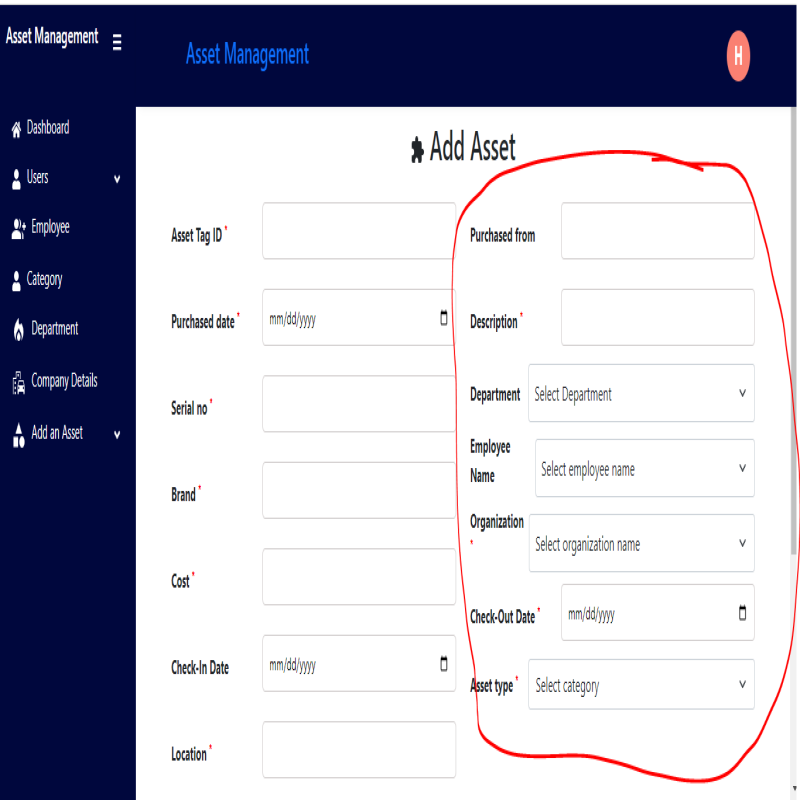 Asset Management
Asset Management
H
Dashboard
Users
Employee
Category
Department
Company Details
Add an Asset
Add Asset
Asset Tag ID *
Purchased date *
mm/dd/yyyy
Serial no *
Brand *
Cost *
Check-In Date
mm/dd/yyyy
Location *
Purchased from
Description *
Department
Select Department
Employee
Name
Select employee name
Organization
*
Select organization name
Check-Out Date *
mm/dd/yyyy
Asset type *
Select category